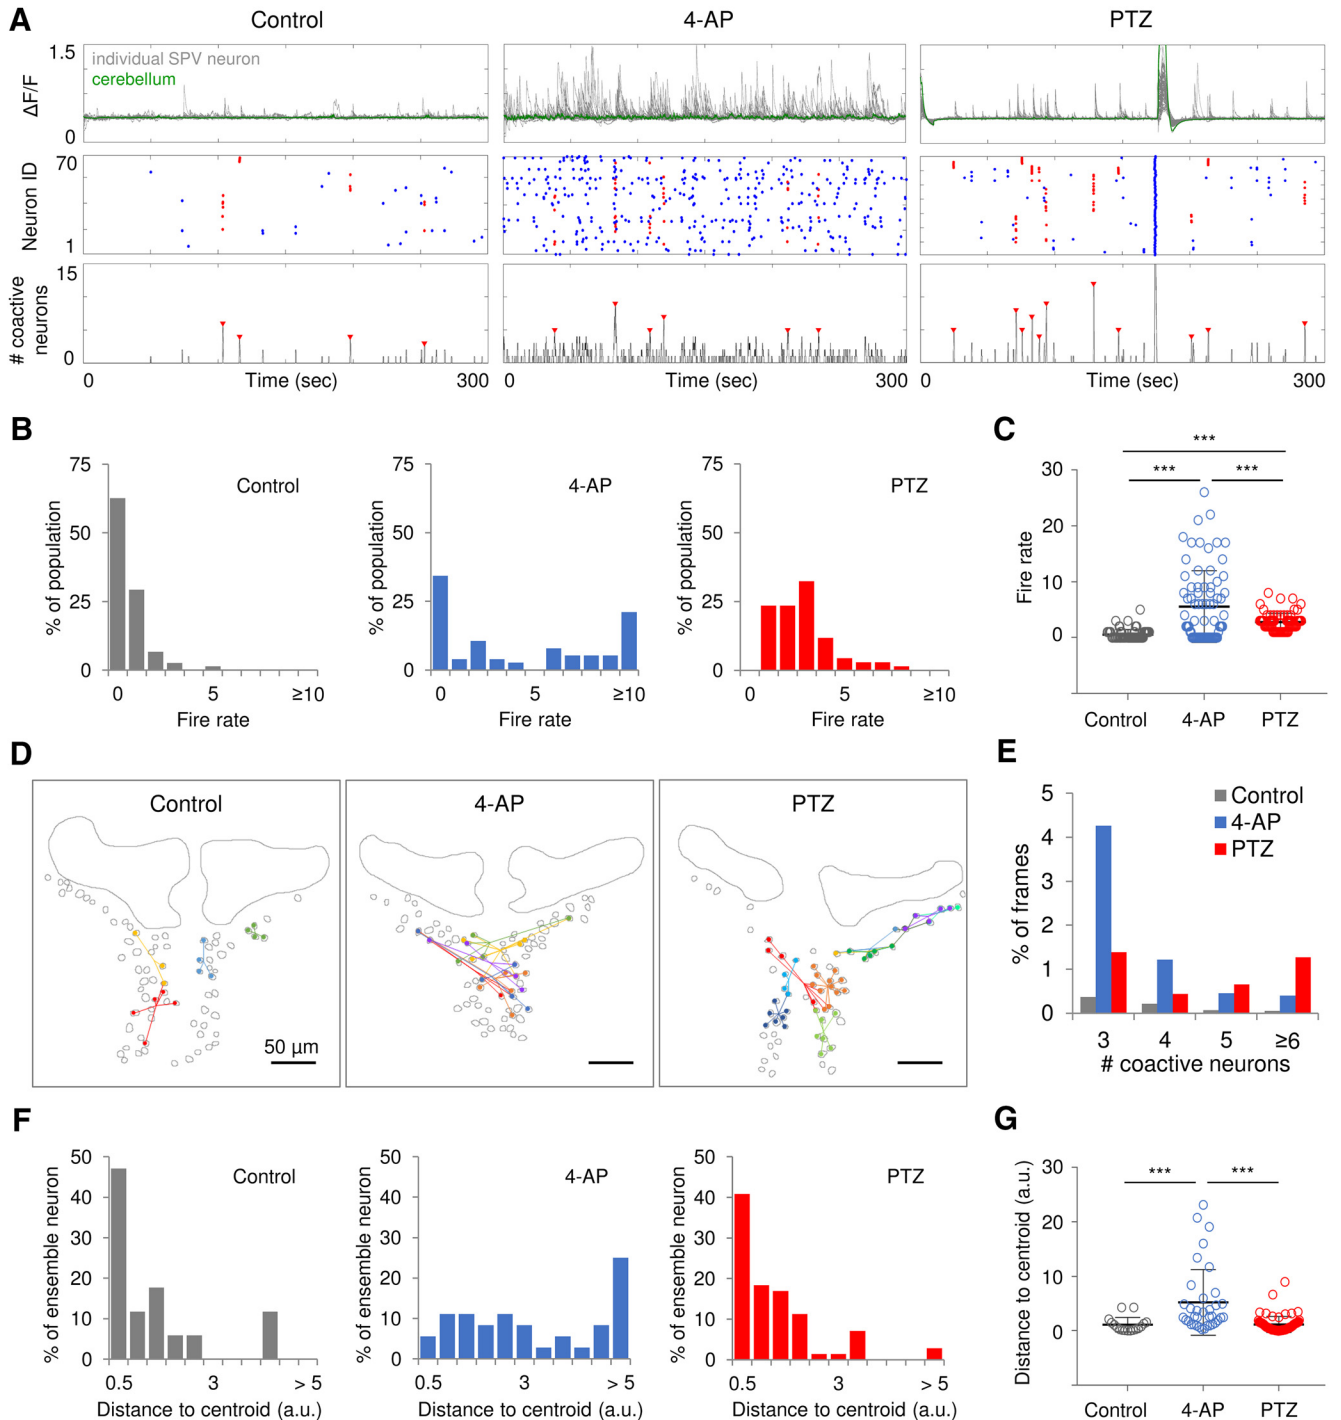 A
Control
4-AP
PTZ
1.5
individual SPV neuron
cerebellum
ΔF/F
0
70
Neuron ID
1
15
# coactive
neurons
0
0 Time (sec) 300
0 Time (sec) 300
0 Time (sec) 300
B
75
50
25
0
% of population
Control
0 5 ≥10
Fire rate
75
50
25
0
% of population
4-AP
0 5 ≥10
Fire rate
75
50
25
0
% of population
PTZ
0 5 ≥10
Fire rate
C
***
*** ***
30
20
10
0
Fire rate
Control 4-AP PTZ
D
Control
50 µm
4-AP
PTZ
E
5
4
3
2
1
0
% of frames
Control
4-AP
PTZ
3 4 5 ≥6
# coactive neurons
F
50
40
30
20
10
0
% of ensemble neuron
Control
0.5 3 > 5
Distance to centroid (a.u.)
50
40
30
20
10
0
% of ensemble neuron
4-AP
0.5 3 > 5
Distance to centroid (a.u.)
50
40
30
20
10
0
% of ensemble neuron
PTZ
0.5 3 > 5
Distance to centroid (a.u.)
G
*** ***
30
20
10
0
Distance to centroid (a.u.)
Control 4-AP PTZ